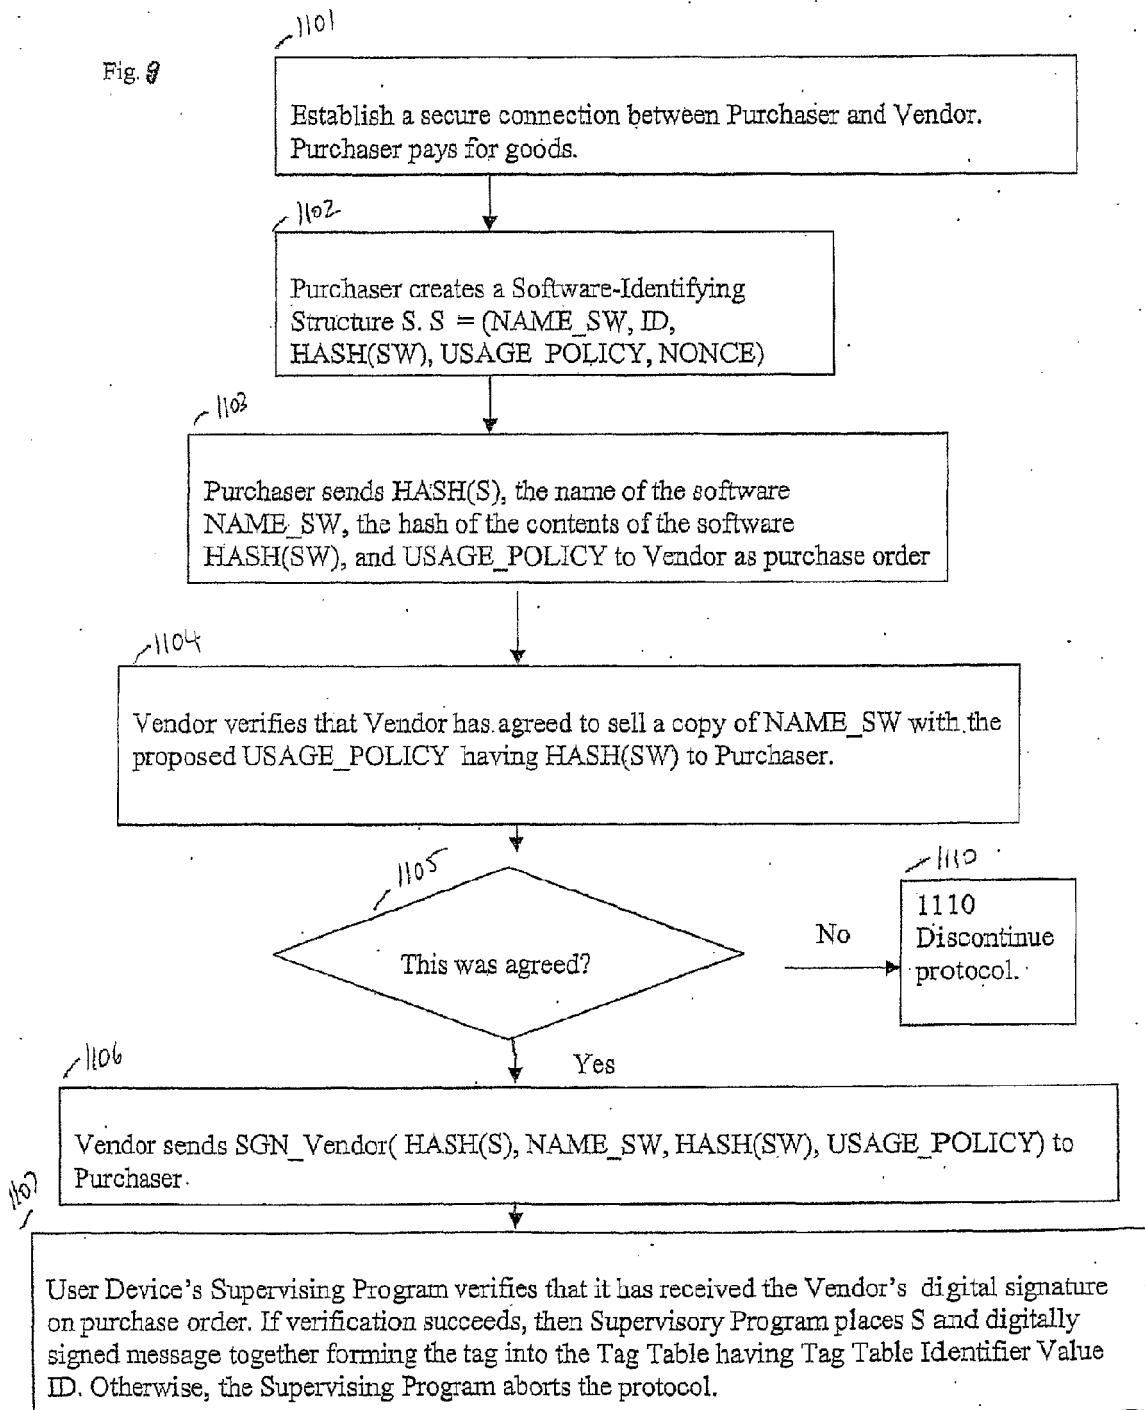 1101
Fig. 8
Establish a secure connection between Purchaser and Vendor.
Purchaser pays for goods.
1102
Purchaser creates a Software-Identifying
Structure S. S = (NAME_SW, ID,
HASH(SW), USAGE POLICY, NONCE)
1103
Purchaser sends HASH(S), the name of the software
NAME_SW, the hash of the contents of the software
HASH(SW), and USAGE_POLICY to Vendor as purchase order
1104
Vendor verifies that Vendor has agreed to sell a copy of NAME_SW with the
proposed USAGE_POLICY having HASH(SW) to Purchaser.
1105
This was agreed?
No
1110
1110
Discontinue
protocol.
Yes
1106
Vendor sends SGN_Vendor( HASH(S), NAME_SW, HASH(SW), USAGE_POLICY) to
Purchaser.
1107
User Device's Supervising Program verifies that it has received the Vendor's digital signature
on purchase order. If verification succeeds, then Supervisory Program places S and digitally
signed message together forming the tag into the Tag Table having Tag Table Identifier Value
ID. Otherwise, the Supervising Program aborts the protocol.